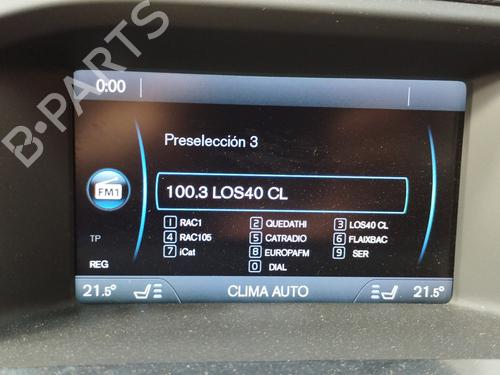 B-PARTS
0:00
Preselección 3
FM1
100.3 LOS40 CL
1 RAC1 2 QUEDATHI 3 LOS40 CL
4 RAC105 5 CATRADIO 6 FLAIXBAC
7 iCat 8 EUROPAFM 9 SER
0 DIAL
TP
REG
21.5° CLIMA AUTO 21.5°